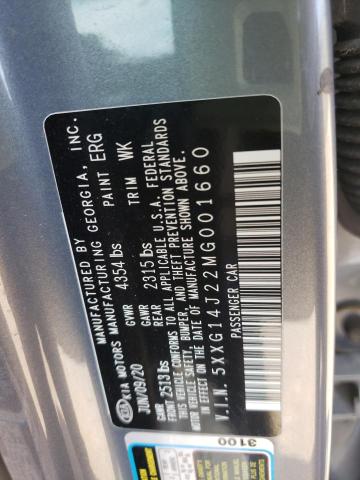 MANUFACTURED BY
KIA MOTORS MANUFACTURING GEORGIA, INC.
JUN/09/20 GVWR 4354 lbs PAINT ERG
GAWR FRONT 2513 lbs GAWR REAR 2315 lbs TRIM WK
THIS VEHICLE CONFORMS TO ALL APPLICABLE U.S.A. FEDERAL
MOTOR VEHICLE SAFETY, BUMPER, AND THEFT PREVENTION
STANDARDS IN EFFECT ON THE DATE OF MANUFACTURE SHOWN ABOVE.
V.I.N. 5XXG14J22MG001660
PASSENGER CAR
3100